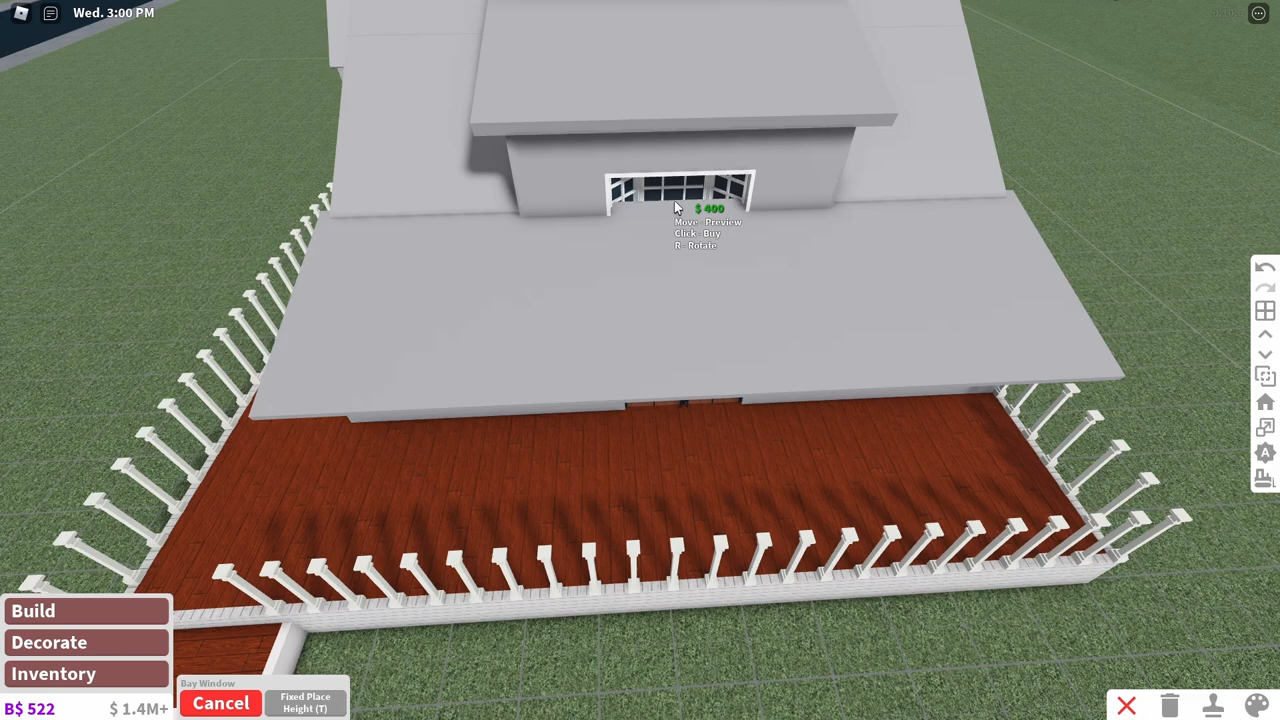 Wed. 3:00 PM
$ 400
Move - Preview
Click - Buy
R - Rotate
Build
Decorate
Inventory
Bay Window
Cancel
Fixed Place
Height (T)
B$ 522
$ 1.4M+
A